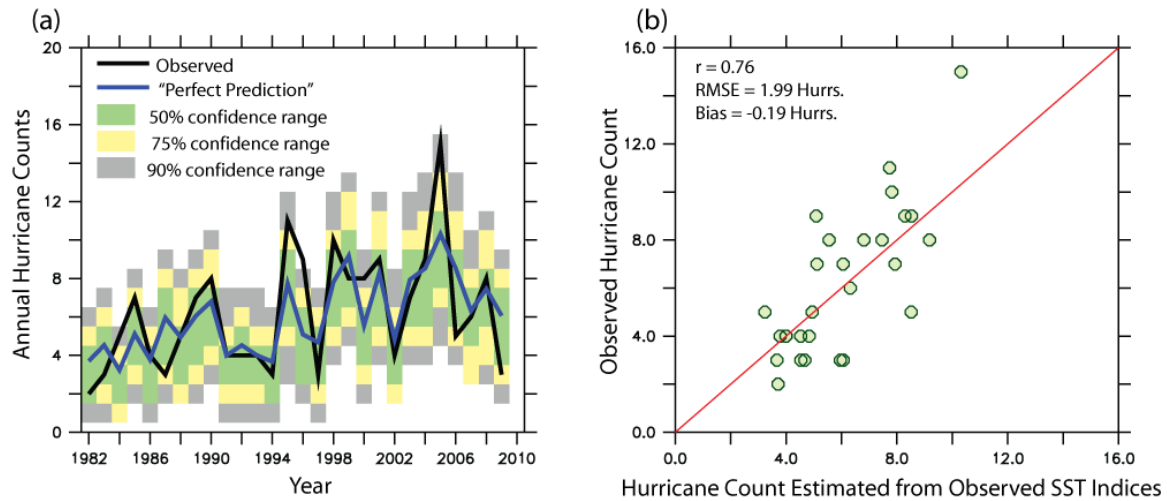 (a)
20
16
12
8
4
0
Annual Hurricane Counts
Observed
"Perfect Prediction"
50% confidence range
75% confidence range
90% confidence range
1982 1986 1990 1994 1998 2002 2006 2010
Year
(b)
16.0
12.0
8.0
4.0
0.0
Observed Hurricane Count
r = 0.76
RMSE = 1.99 Hurrs.
Bias = -0.19 Hurrs.
0.0 4.0 8.0 12.0 16.0
Hurricane Count Estimated from Observed SST Indices